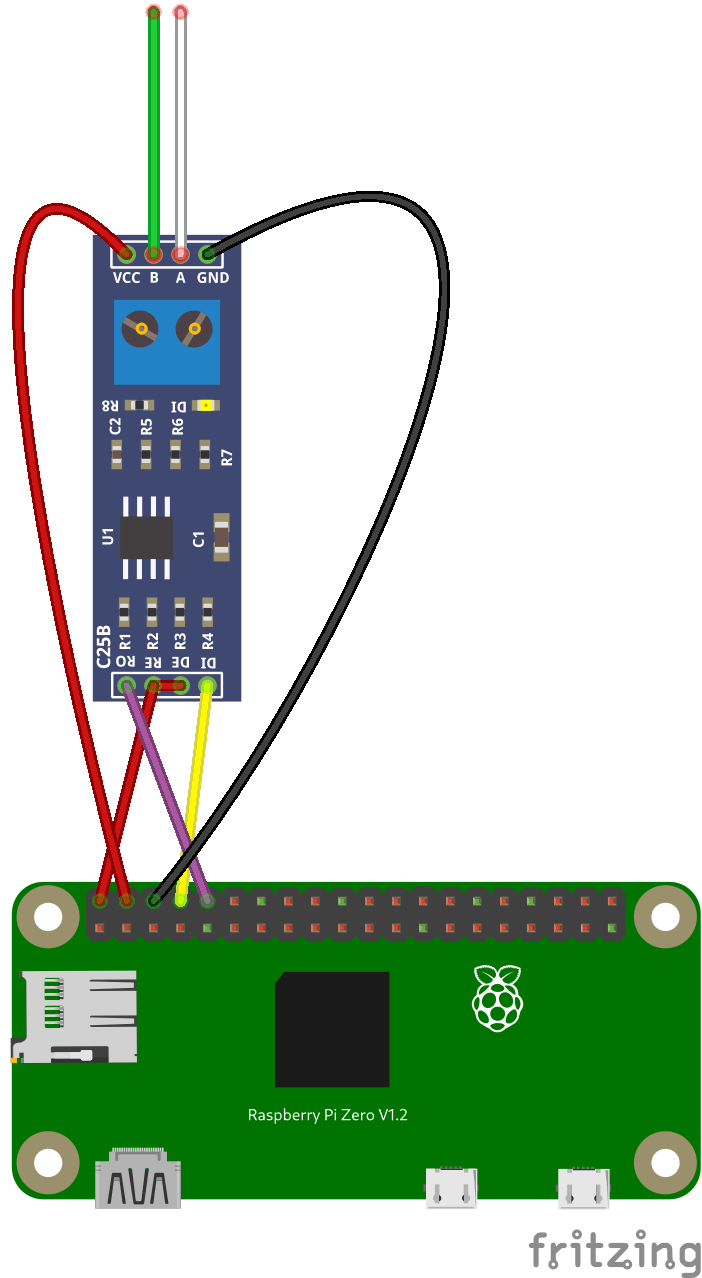 VCC B A GND
R8 DI
C2 R5 R6 R7
U1 C1
C25B R1 R2 R3 R4
RO RE DE DI
Raspberry Pi Zero V1.2
fritzing